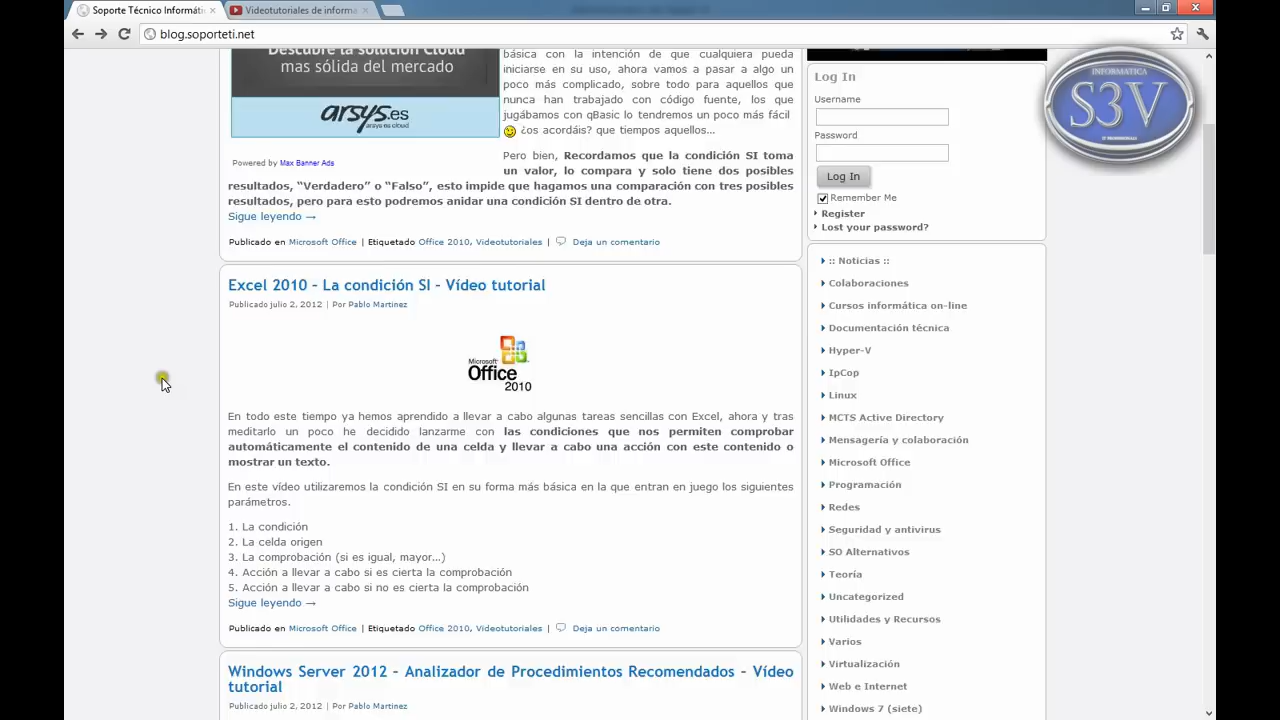 Soporte Técnico Informáti
Videotutoriales de informa
blog.soporteti.net
Descubre la solución Cloud
mas sólida del mercado
arsys.es
arsys es cloud
Powered by Max Banner Ads
básica con la intención de que cualquiera pueda
iniciarse en su uso, ahora vamos a pasar a algo un
poco más complicado, sobre todo para aquellos que
nunca han trabajado con código fuente, los que
jugábamos con qBasic lo tendremos un poco más fácil
¿os acordáis? que tiempos aquellos...
Pero bien, Recordamos que la condición SI toma
un valor, lo compara y solo tiene dos posibles
resultados, “Verdadero” o “Falso”, esto impide que hagamos una comparación con tres posibles
resultados, pero para esto podremos anidar una condición SI dentro de otra.
Sigue leyendo →
Publicado en Microsoft Office | Etiquetado Office 2010, Videotutoriales | Deja un comentario
Excel 2010 – La condición SI – Vídeo tutorial
Publicado julio 2, 2012 | Por Pablo Martinez
Microsoft
Office
2010
En todo este tiempo ya hemos aprendido a llevar a cabo algunas tareas sencillas con Excel, ahora y tras
meditarlo un poco he decidido lanzarme con las condiciones que nos permiten comprobar
automáticamente el contenido de una celda y llevar a cabo una acción con este contenido o
mostrar un texto.
En este vídeo utilizaremos la condición SI en su forma más básica en la que entran en juego los siguientes
parámetros.
1. La condición
2. La celda origen
3. La comprobación (si es igual, mayor...)
4. Acción a llevar a cabo si es cierta la comprobación
5. Acción a llevar a cabo si no es cierta la comprobación
Sigue leyendo →
Publicado en Microsoft Office | Etiquetado Office 2010, Videotutoriales | Deja un comentario
Windows Server 2012 – Analizador de Procedimientos Recomendados – Vídeo
tutorial
Publicado julio 2, 2012 | Por Pablo Martinez
Log In
Username
Password
Log In
Remember Me
Register
Lost your password?
:: Noticias ::
Colaboraciones
Cursos informática on-line
Documentación técnica
Hyper-V
IpCop
Linux
MCTS Active Directory
Mensagería y colaboración
Microsoft Office
Programación
Redes
Seguridad y antivirus
SO Alternativos
Teoría
Uncategorized
Utilidades y Recursos
Varios
Virtualización
Web e Internet
Windows 7 (siete)
INFORMATICA
S3V